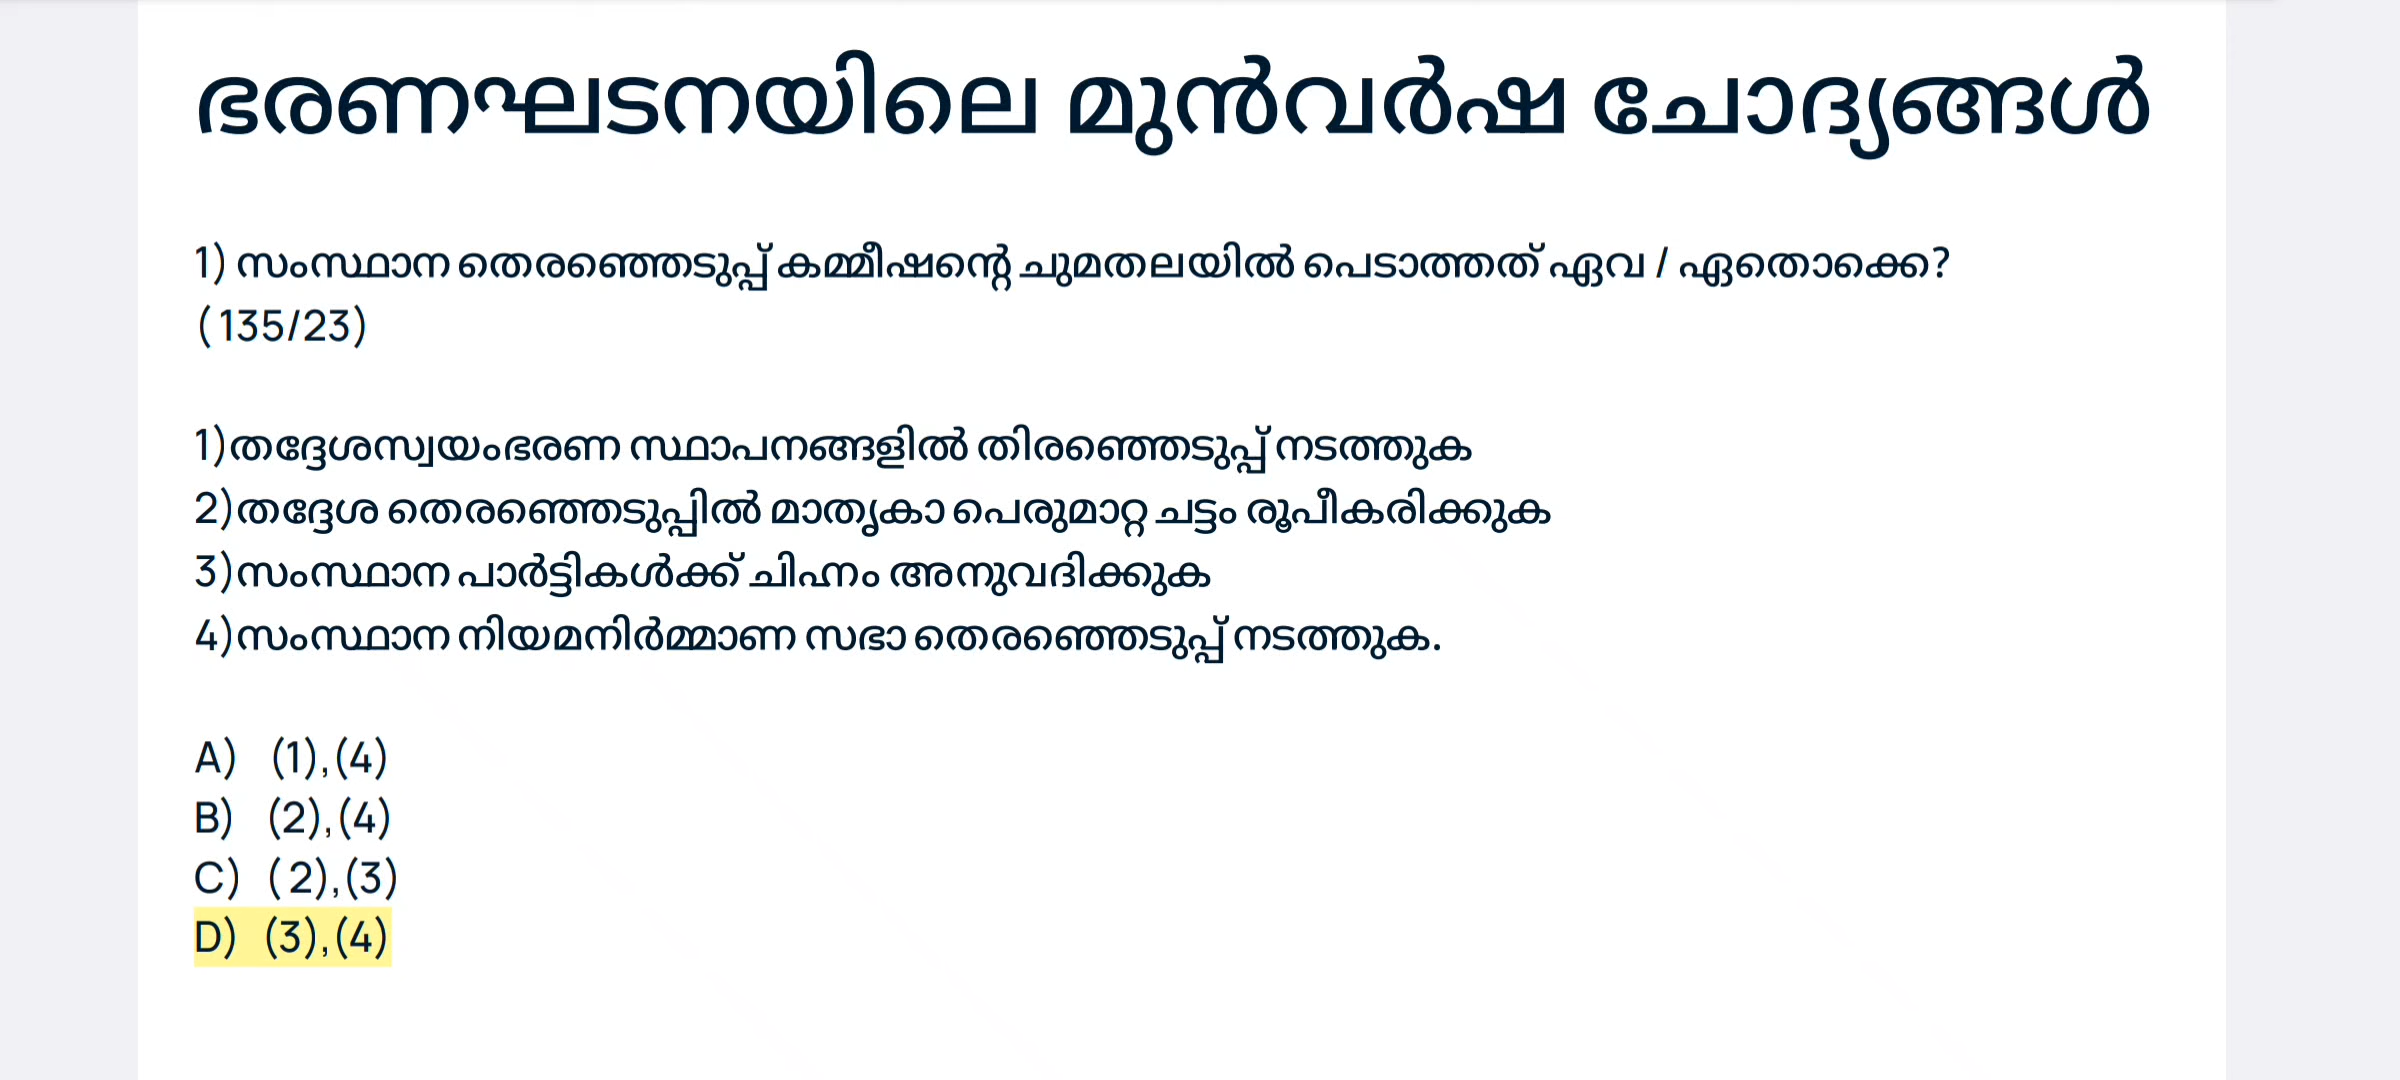 ഭരണഘടനയിലെ മുൻവർഷ ചോദ്യങ്ങൾ
1) സംസ്ഥാന തെരഞ്ഞെടുപ്പ് കമ്മീഷന്റെ ചുമതലയിൽ പെടാത്തത് ഏവ / ഏതൊക്കെ?
(135/23)
1)തദ്ദേശസ്വയംഭരണ സ്ഥാപനങ്ങളിൽ തിരഞ്ഞെടുപ്പ് നടത്തുക
2)തദ്ദേശ തെരഞ്ഞെടുപ്പിൽ മാതൃകാ പെരുമാറ്റ ചട്ടം രൂപീകരിക്കുക
3)സംസ്ഥാന പാർട്ടികൾക്ക് ചിഹ്നം അനുവദിക്കുക
4)സംസ്ഥാന നിയമനിർമ്മാണ സഭാ തെരഞ്ഞെടുപ്പ് നടത്തുക.
A) (1),(4)
B) (2),(4)
C) (2),(3)
D) (3),(4)